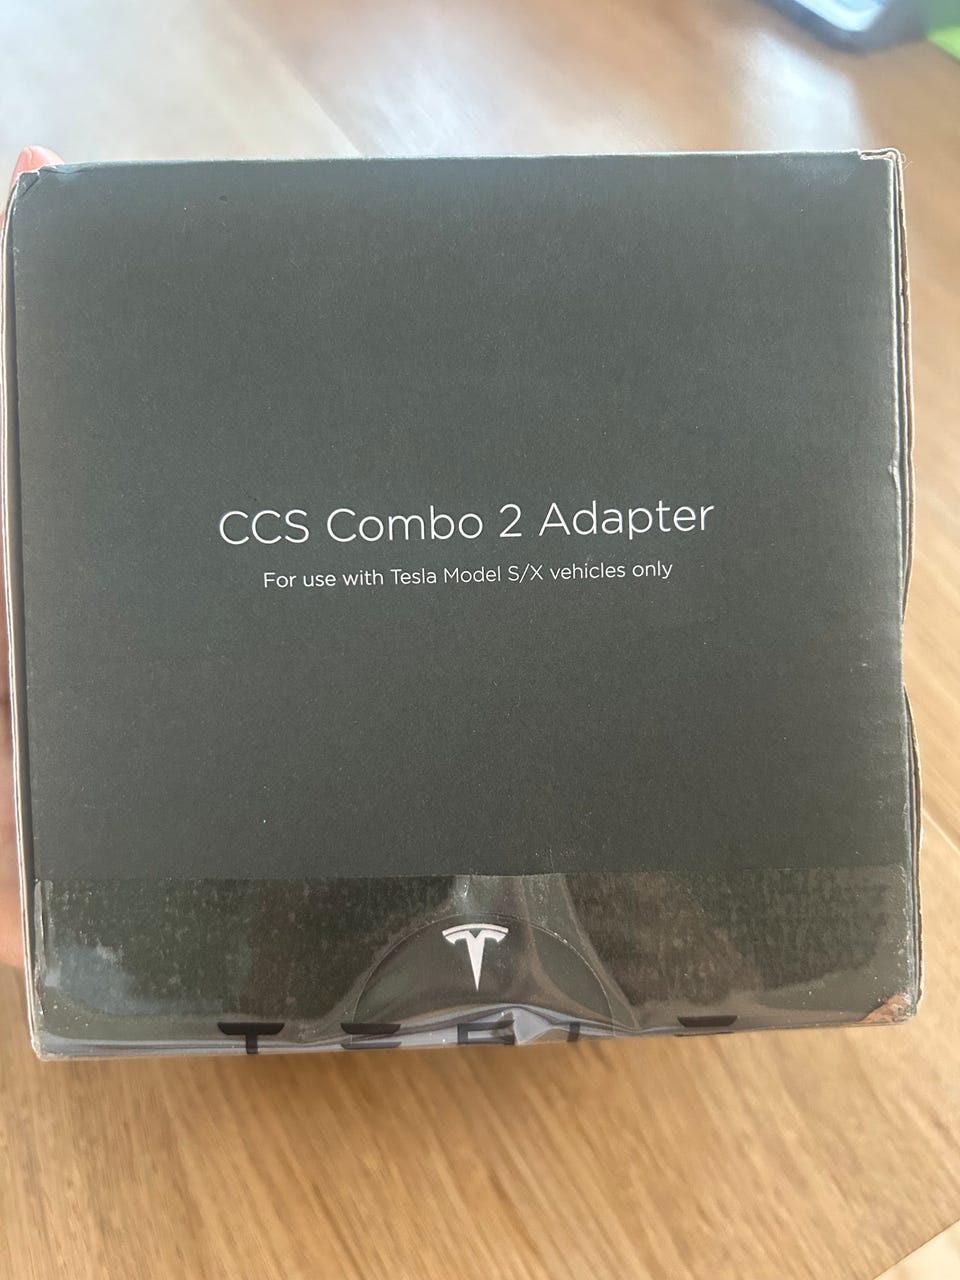 CCS Combo 2 Adapter
For use with Tesla Model S/X vehicles only